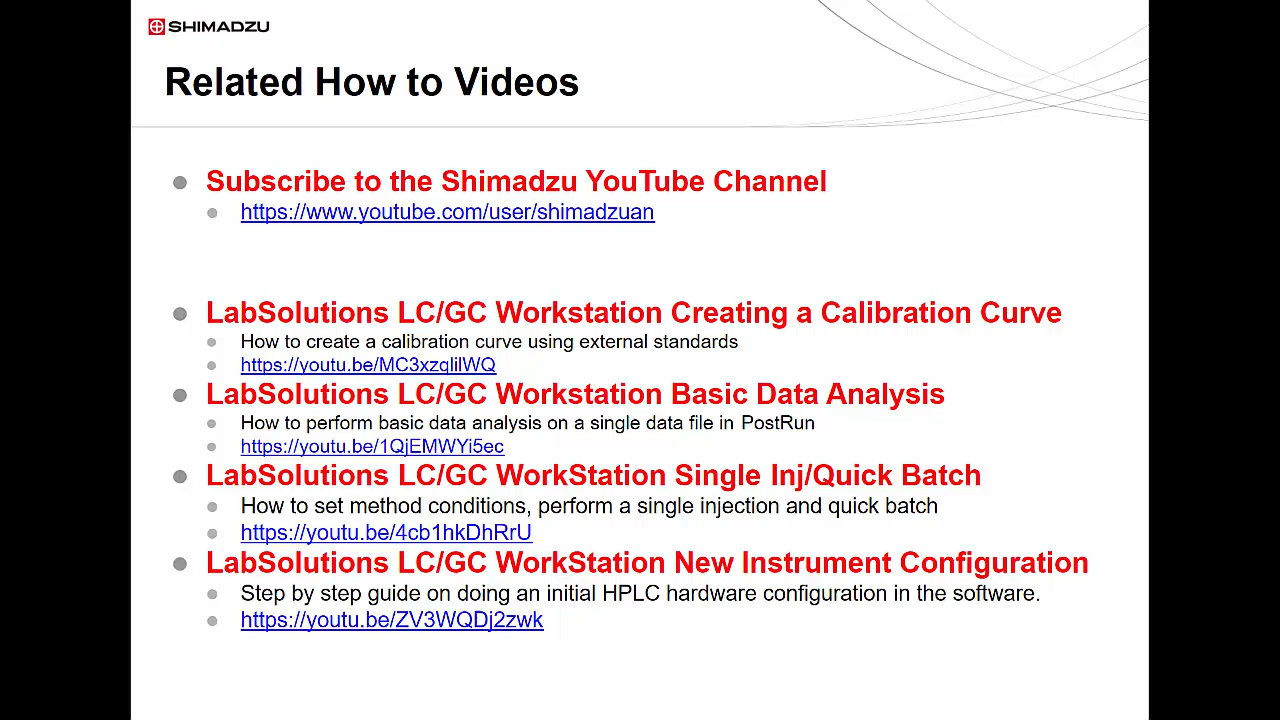 SHIMADZU
Related How to Videos
Subscribe to the Shimadzu YouTube Channel
https://www.youtube.com/user/shimadzuan
LabSolutions LC/GC Workstation Creating a Calibration Curve
How to create a calibration curve using external standards
https://youtu.be/MC3xzqlilWQ
LabSolutions LC/GC Workstation Basic Data Analysis
How to perform basic data analysis on a single data file in PostRun
https://youtu.be/1QjEMWYi5ec
LabSolutions LC/GC WorkStation Single Inj/Quick Batch
How to set method conditions, perform a single injection and quick batch
https://youtu.be/4cb1hkDhRrU
LabSolutions LC/GC WorkStation New Instrument Configuration
Step by step guide on doing an initial HPLC hardware configuration in the software.
https://youtu.be/ZV3WQDj2zwk